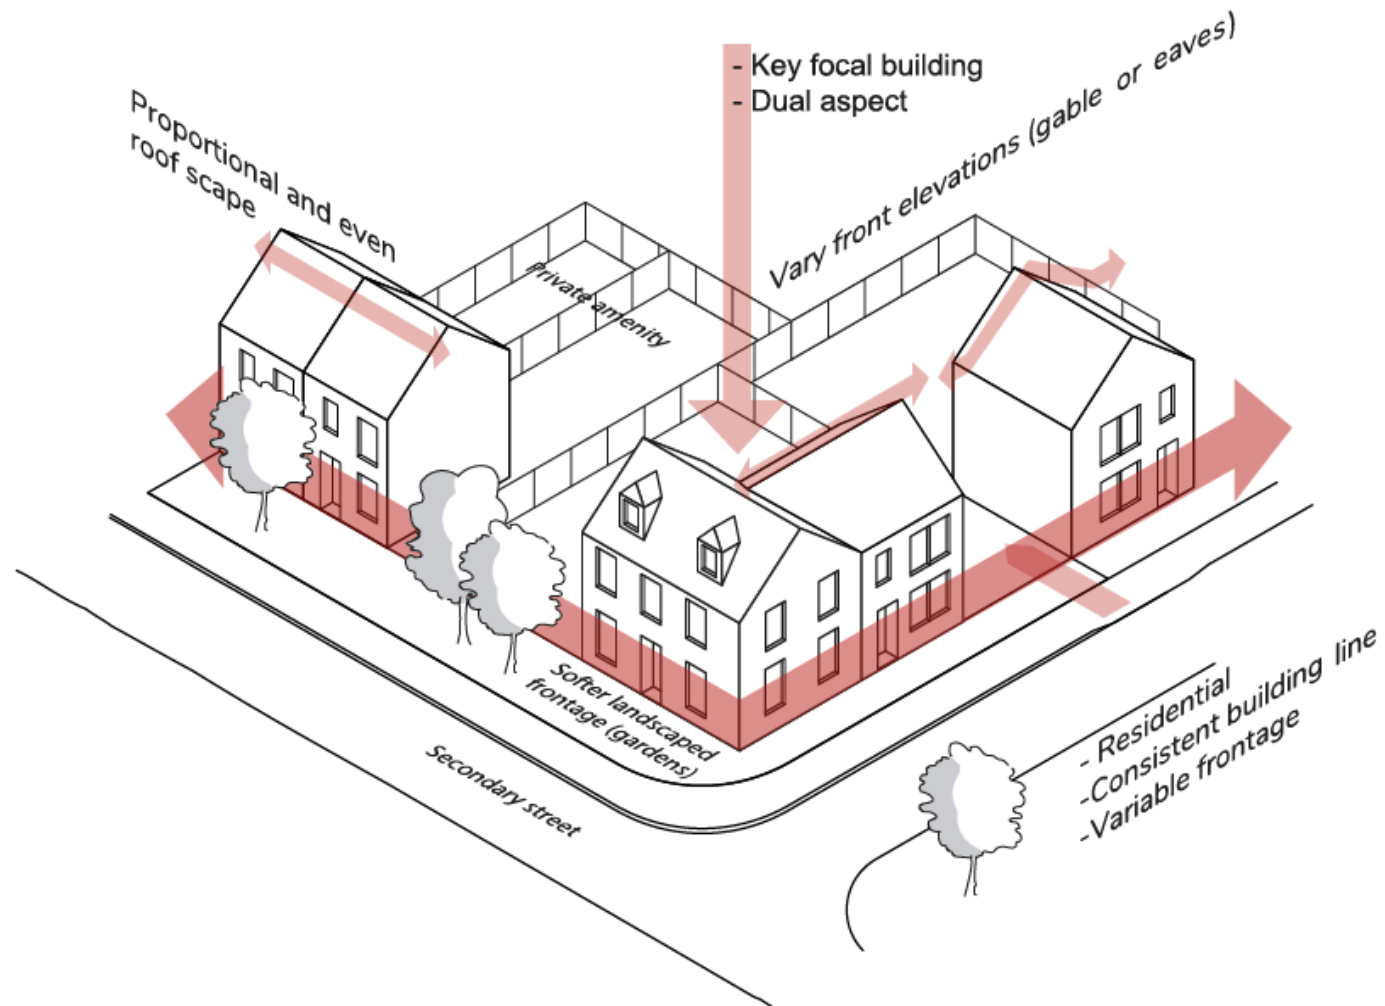 - Key focal building
- Dual aspect
Proportional and even
roof scape
Vary front elevations (gable or eaves)
Private amenity
Softer landscaped
frontage (gardens)
Secondary street
- Residential
-Consistent building line
-Variable frontage